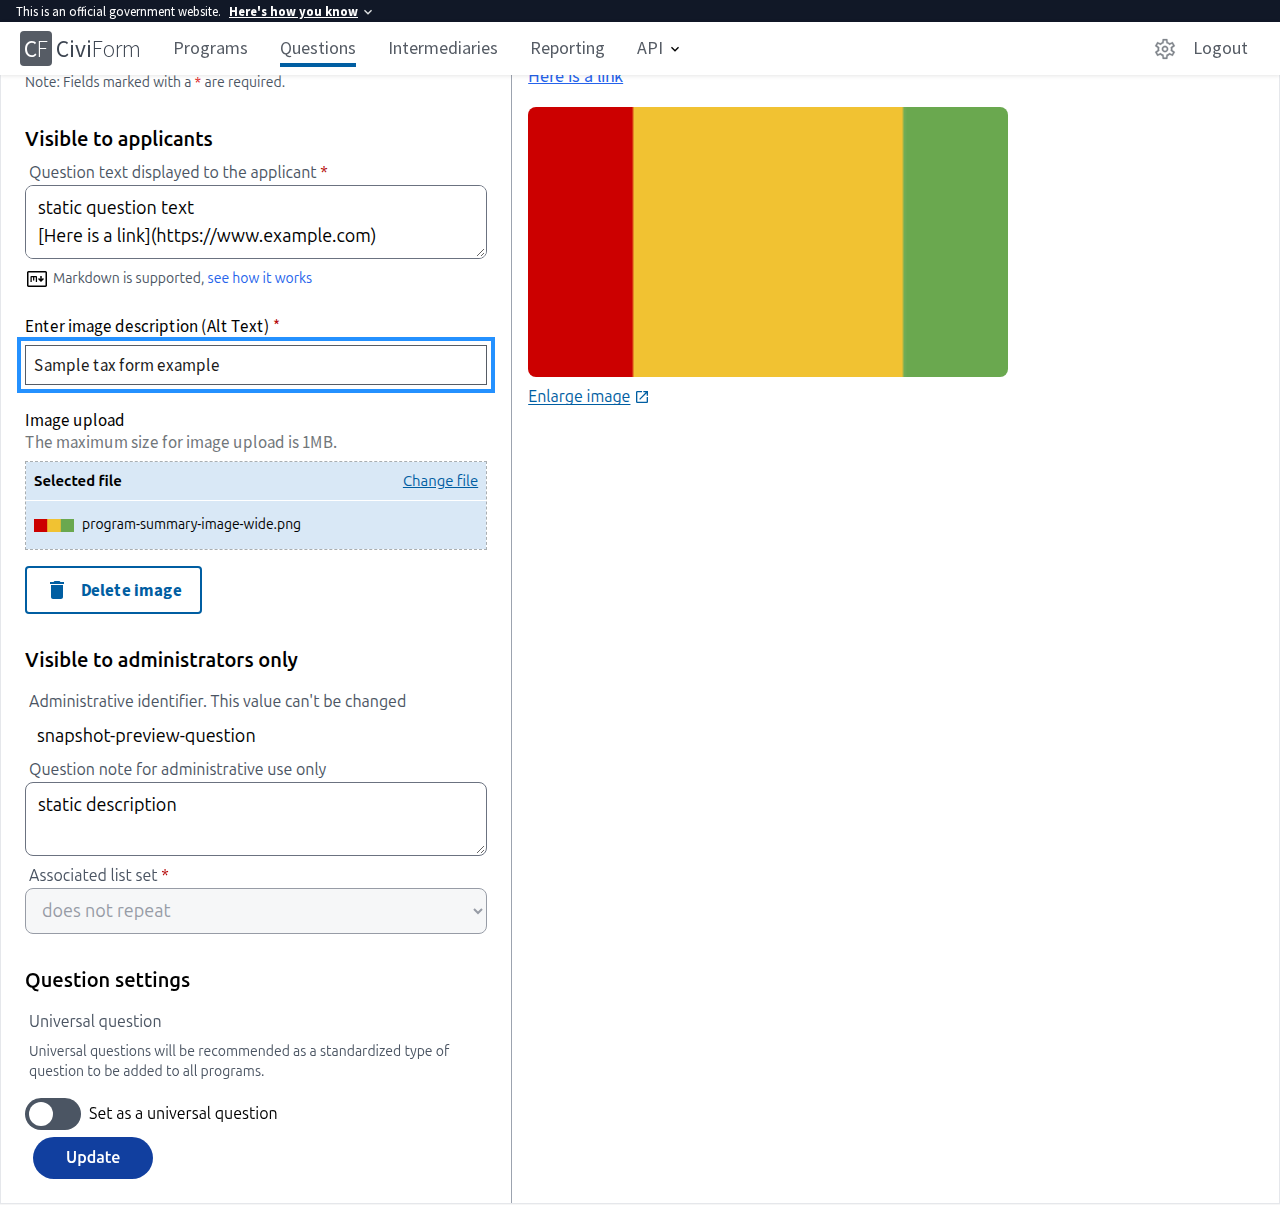 This is an official government website. Here's how you know
CF CiviForm Programs Questions Intermediaries Reporting API Logout
Note: Fields marked with a * are required.
Here is a link
Visible to applicants
Question text displayed to the applicant *
static question text
[Here is a link](https://www.example.com)
Markdown is supported, see how it works
Enter image description (Alt Text) *
Sample tax form example
Enlarge image
Image upload
The maximum size for image upload is 1MB.
Selected file Change file
program-summary-image-wide.png
Delete image
Visible to administrators only
Administrative identifier. This value can't be changed
snapshot-preview-question
Question note for administrative use only
static description
Associated list set *
does not repeat
Question settings
Universal question
Universal questions will be recommended as a standardized type of
question to be added to all programs.
Set as a universal question
Update